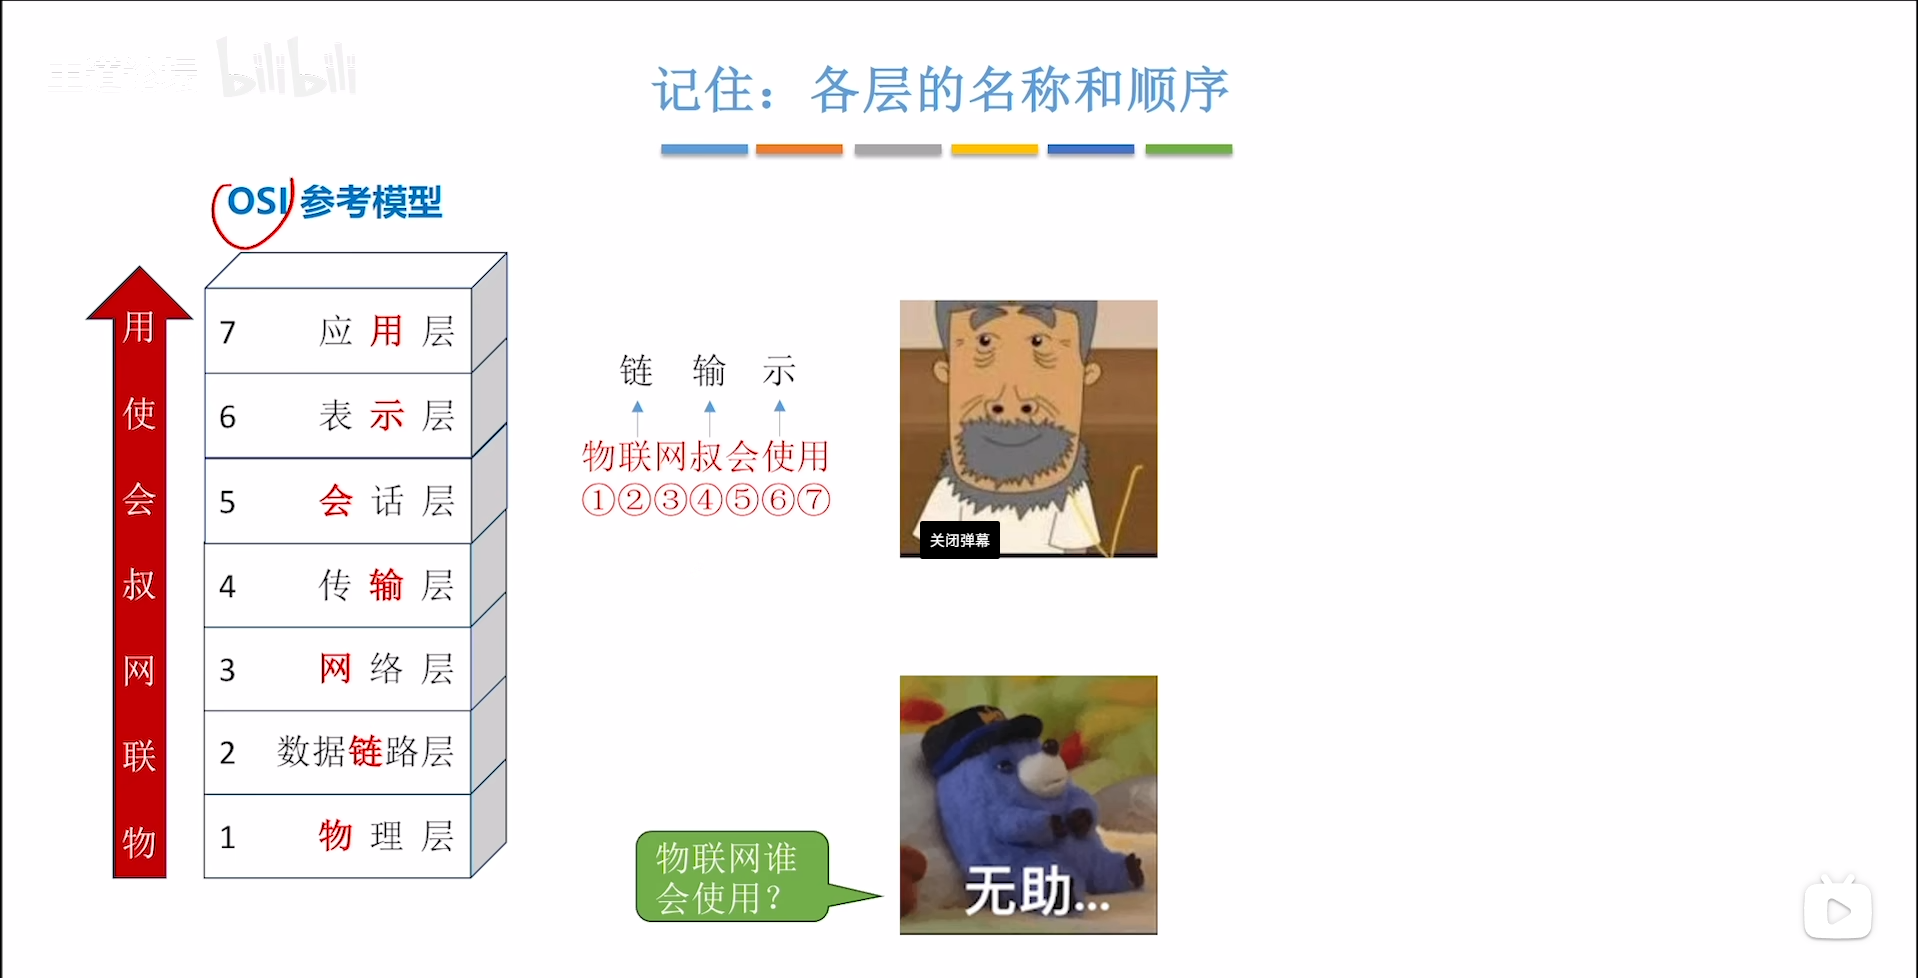 bilibili
记住：各层的名称和顺序
OSI 参考模型
用
使
会
叔
网
联
物
7 应用层
6 表示层
5 会话层
4 传输层
3 网络层
2 数据链路层
1 物理层
链 输 示
物联网叔会使用
①②③④⑤⑥⑦
关闭弹幕
物联网谁
会使用？
无助...